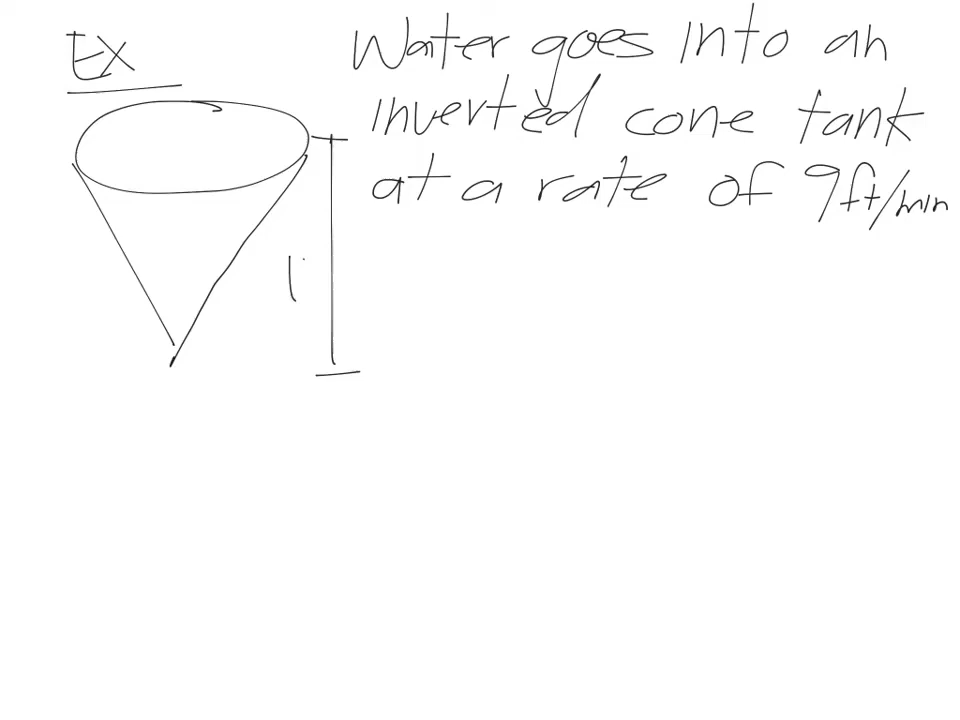 EX
Water goes into an
inverted cone tank
at a rate of 9ft/min